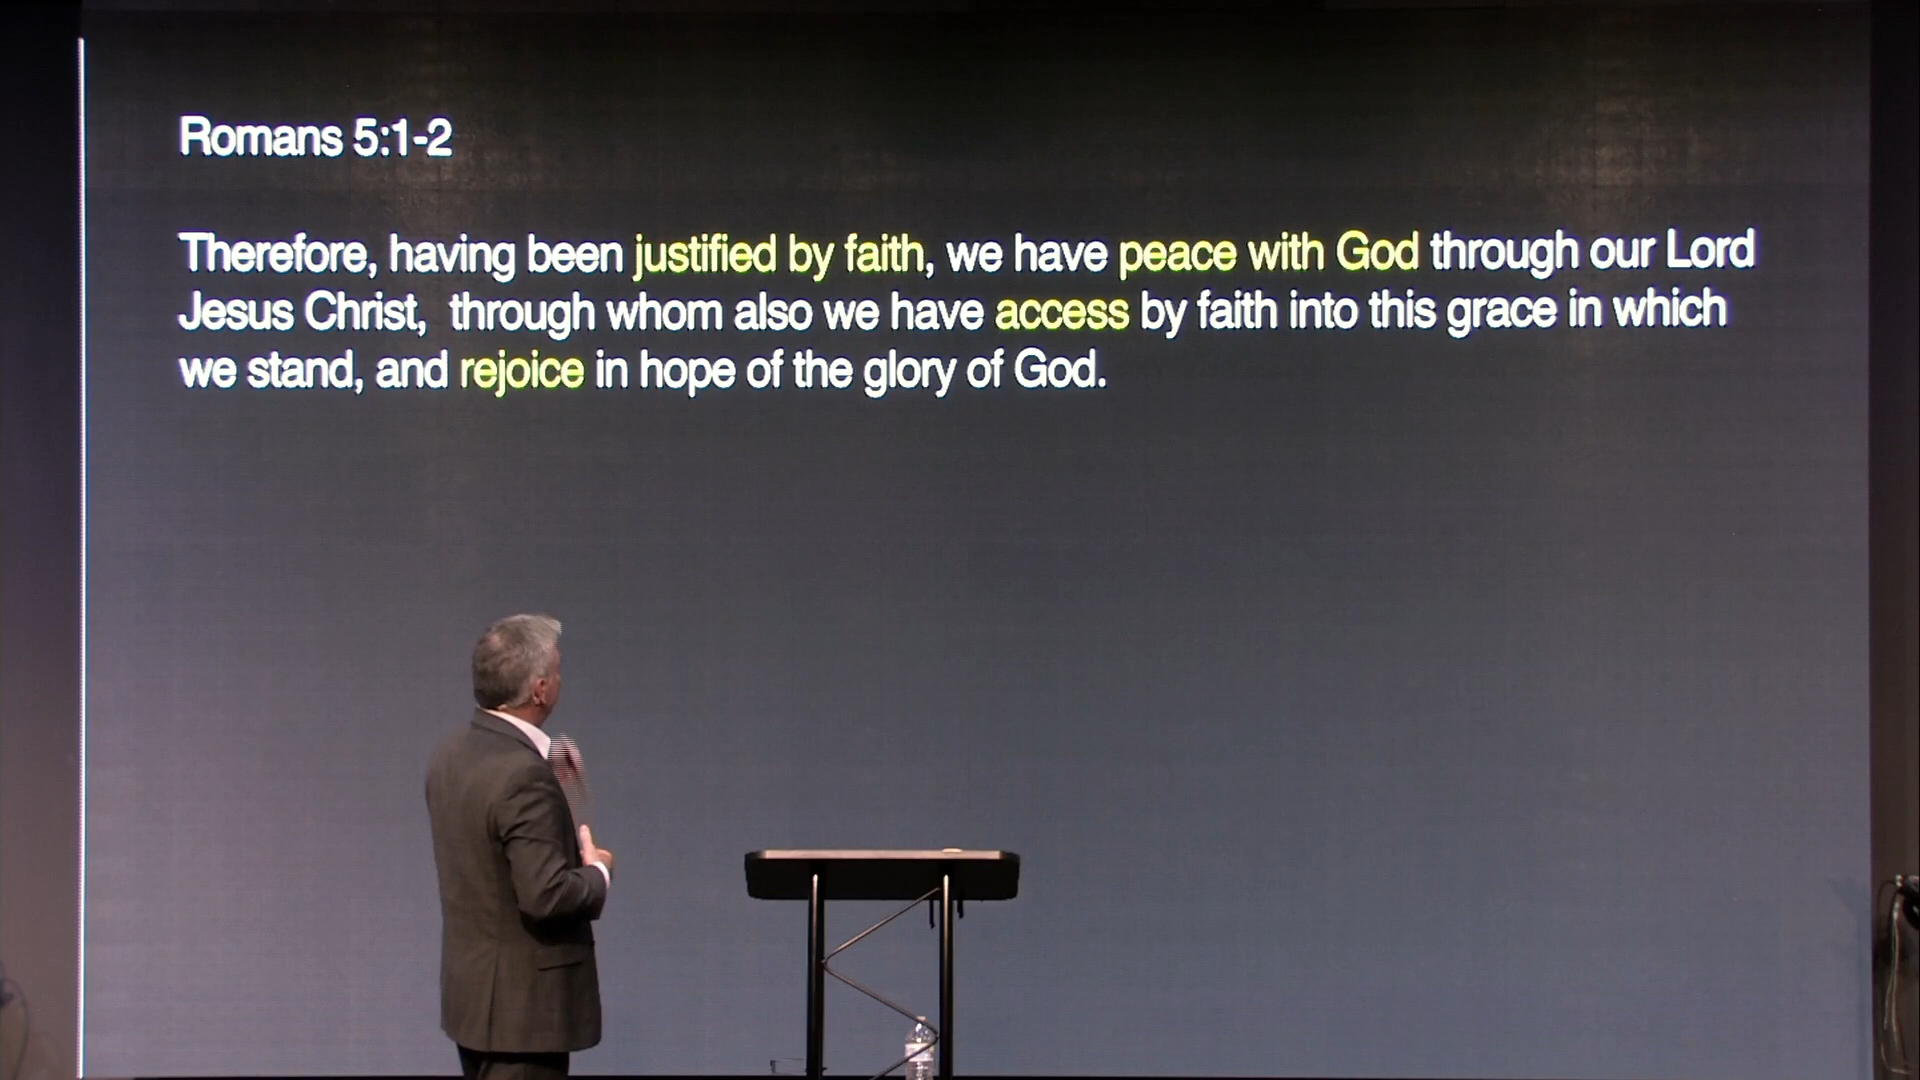 Romans 5:1-2
Therefore, having been justified by faith, we have peace with God through our Lord
Jesus Christ,  through whom also we have access by faith into this grace in which
we stand, and rejoice in hope of the glory of God.